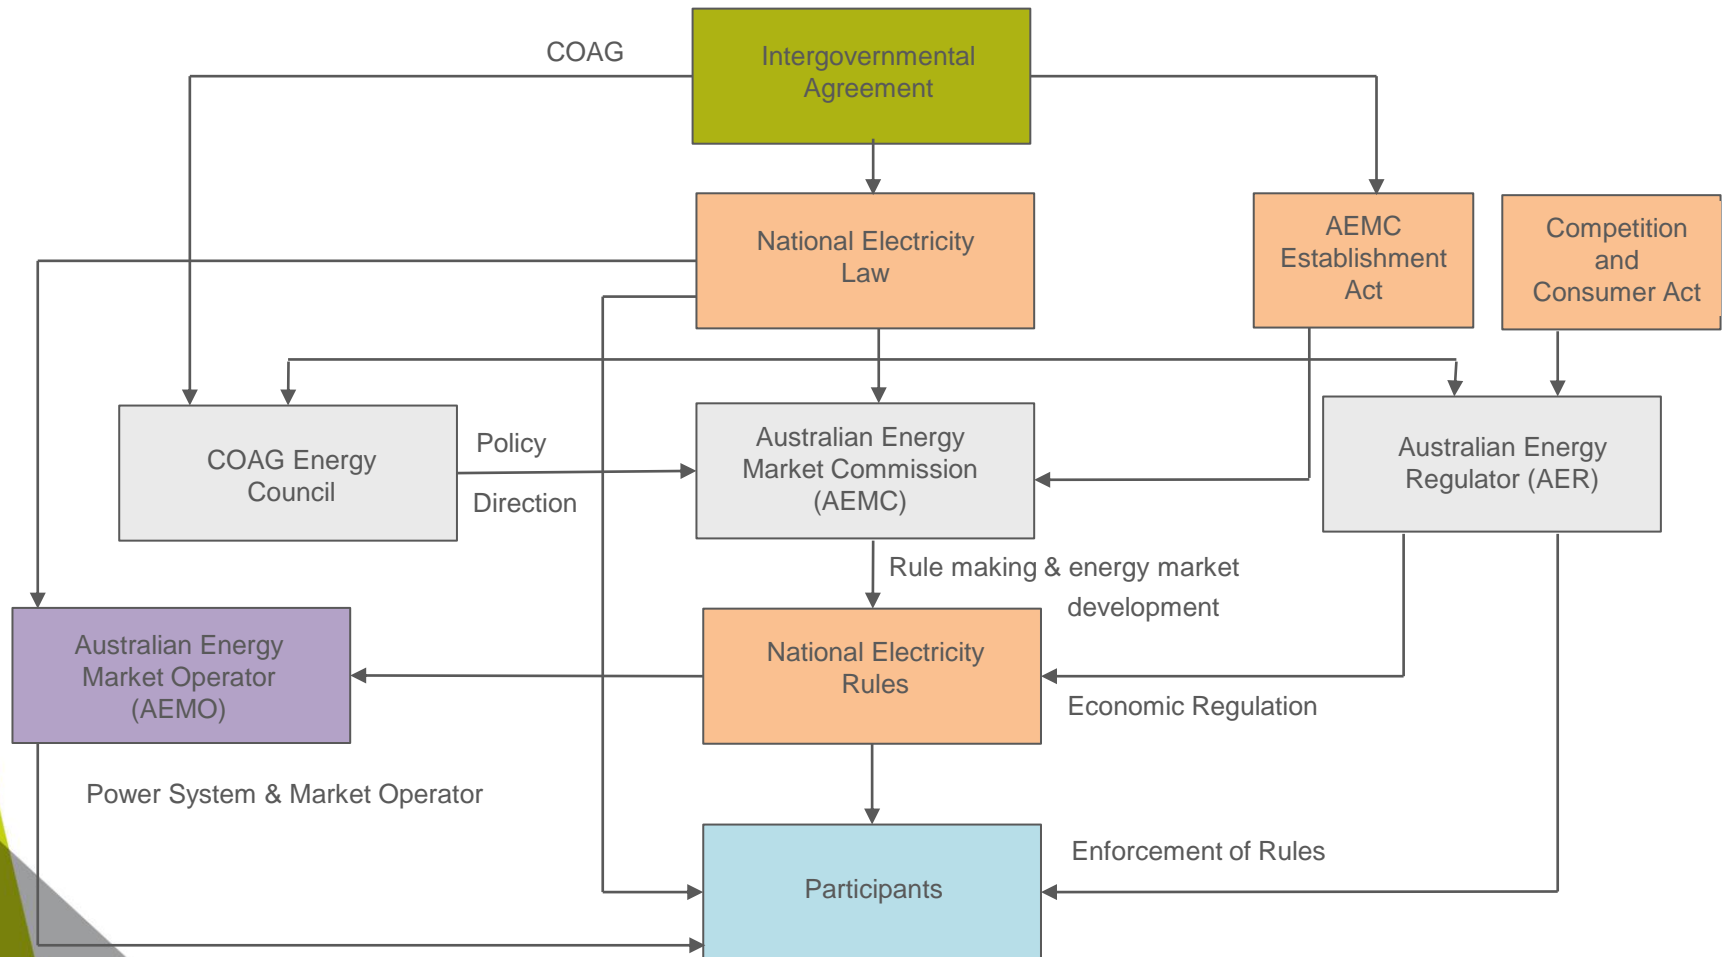 COAG
Intergovernmental
Agreement
National Electricity
Law
AEMC
Establishment
Act
Competition
and
Consumer Act
COAG Energy
Council
Policy
Direction
Australian Energy
Market Commission
(AEMC)
Australian Energy
Regulator (AER)
Rule making & energy market
development
Australian Energy
Market Operator
(AEMO)
National Electricity
Rules
Economic Regulation
Power System & Market Operator
Enforcement of Rules
Participants